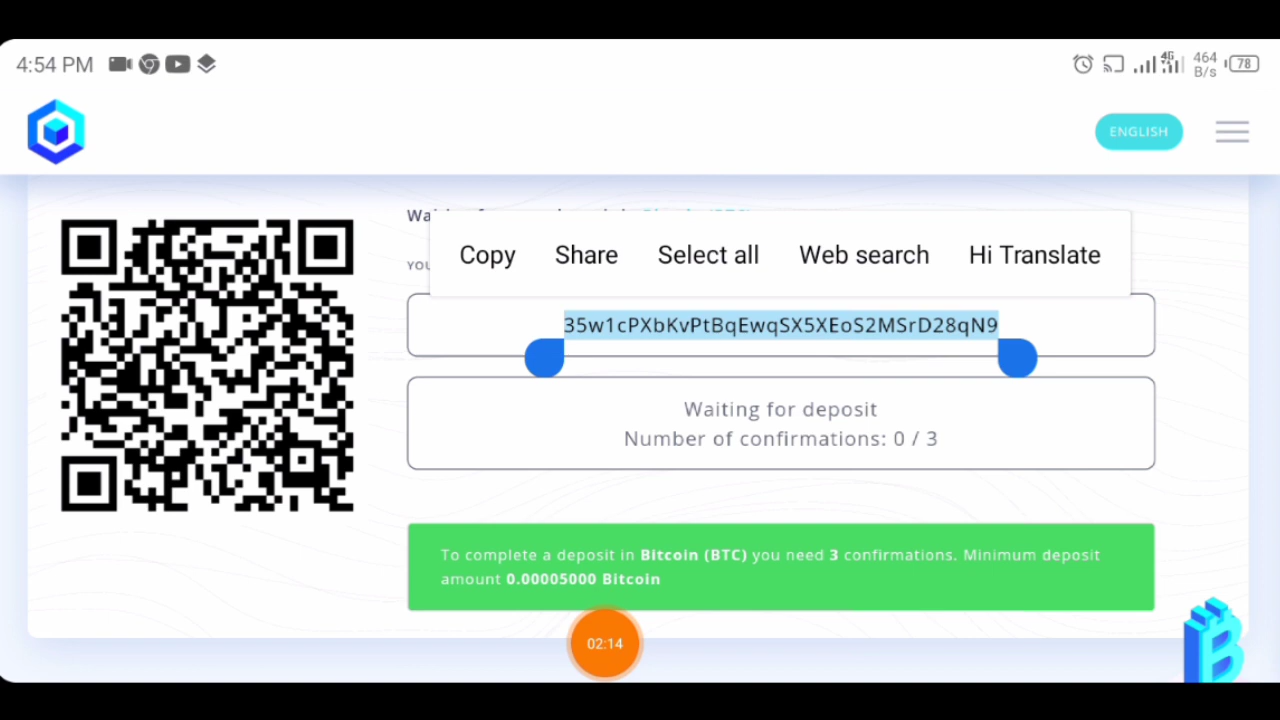 4:54 PM
4G
464
B/s
78
ENGLISH
Copy
Share
Select all
Web search
Hi Translate
35w1cPXbKvPtBqEwqSX5XEoS2MSrD28qN9
Waiting for deposit
Number of confirmations: 0 / 3
To complete a deposit in Bitcoin (BTC) you need 3 confirmations. Minimum deposit
amount 0.00005000 Bitcoin
02:14